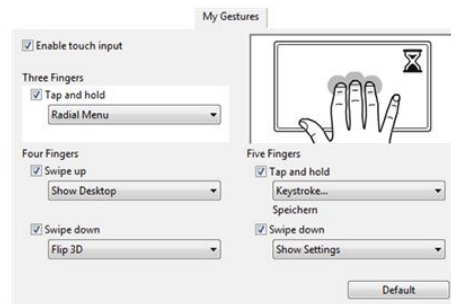 My Gestures
Enable touch input
Three Fingers
Tap and hold
Radial Menu
Four Fingers
Swipe up
Show Desktop
Swipe down
Flip 3D
Five Fingers
Tap and hold
Keystroke...
Speichern
Swipe down
Show Settings
Default